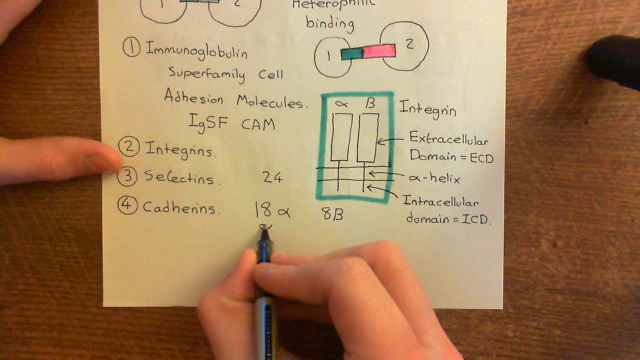 1 2 Heterophilic
binding
1 2
① Immunoglobulin
Superfamily Cell
Adhesion Molecules.
IgSF CAM
② Integrins.
③ Selectins 24
④ Cadherins. 18 α 8β
α β Integrin
Extracellular
Domain = ECD
α-helix
Intracellular
domain = ICD.